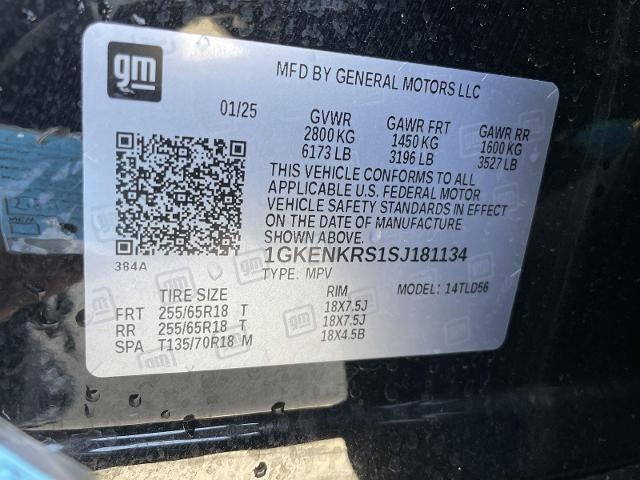 gm
MFD BY GENERAL MOTORS LLC
01/25 GVWR GAWR FRT GAWR RR
2800 KG 1450 KG 1600 KG
6173 LB 3196 LB 3527 LB
THIS VEHICLE CONFORMS TO ALL
APPLICABLE U.S. FEDERAL MOTOR
VEHICLE SAFETY STANDARDS IN EFFECT
ON THE DATE OF MANUFACTURE
SHOWN ABOVE.
384A
1GKENKRS1SJ181134
TYPE: MPV MODEL: 14TLD56
TIRE SIZE RIM
FRT 255/65R18 T 18X7.5J
RR 255/65R18 T 18X7.5J
SPA T135/70R18 M 18X4.5B